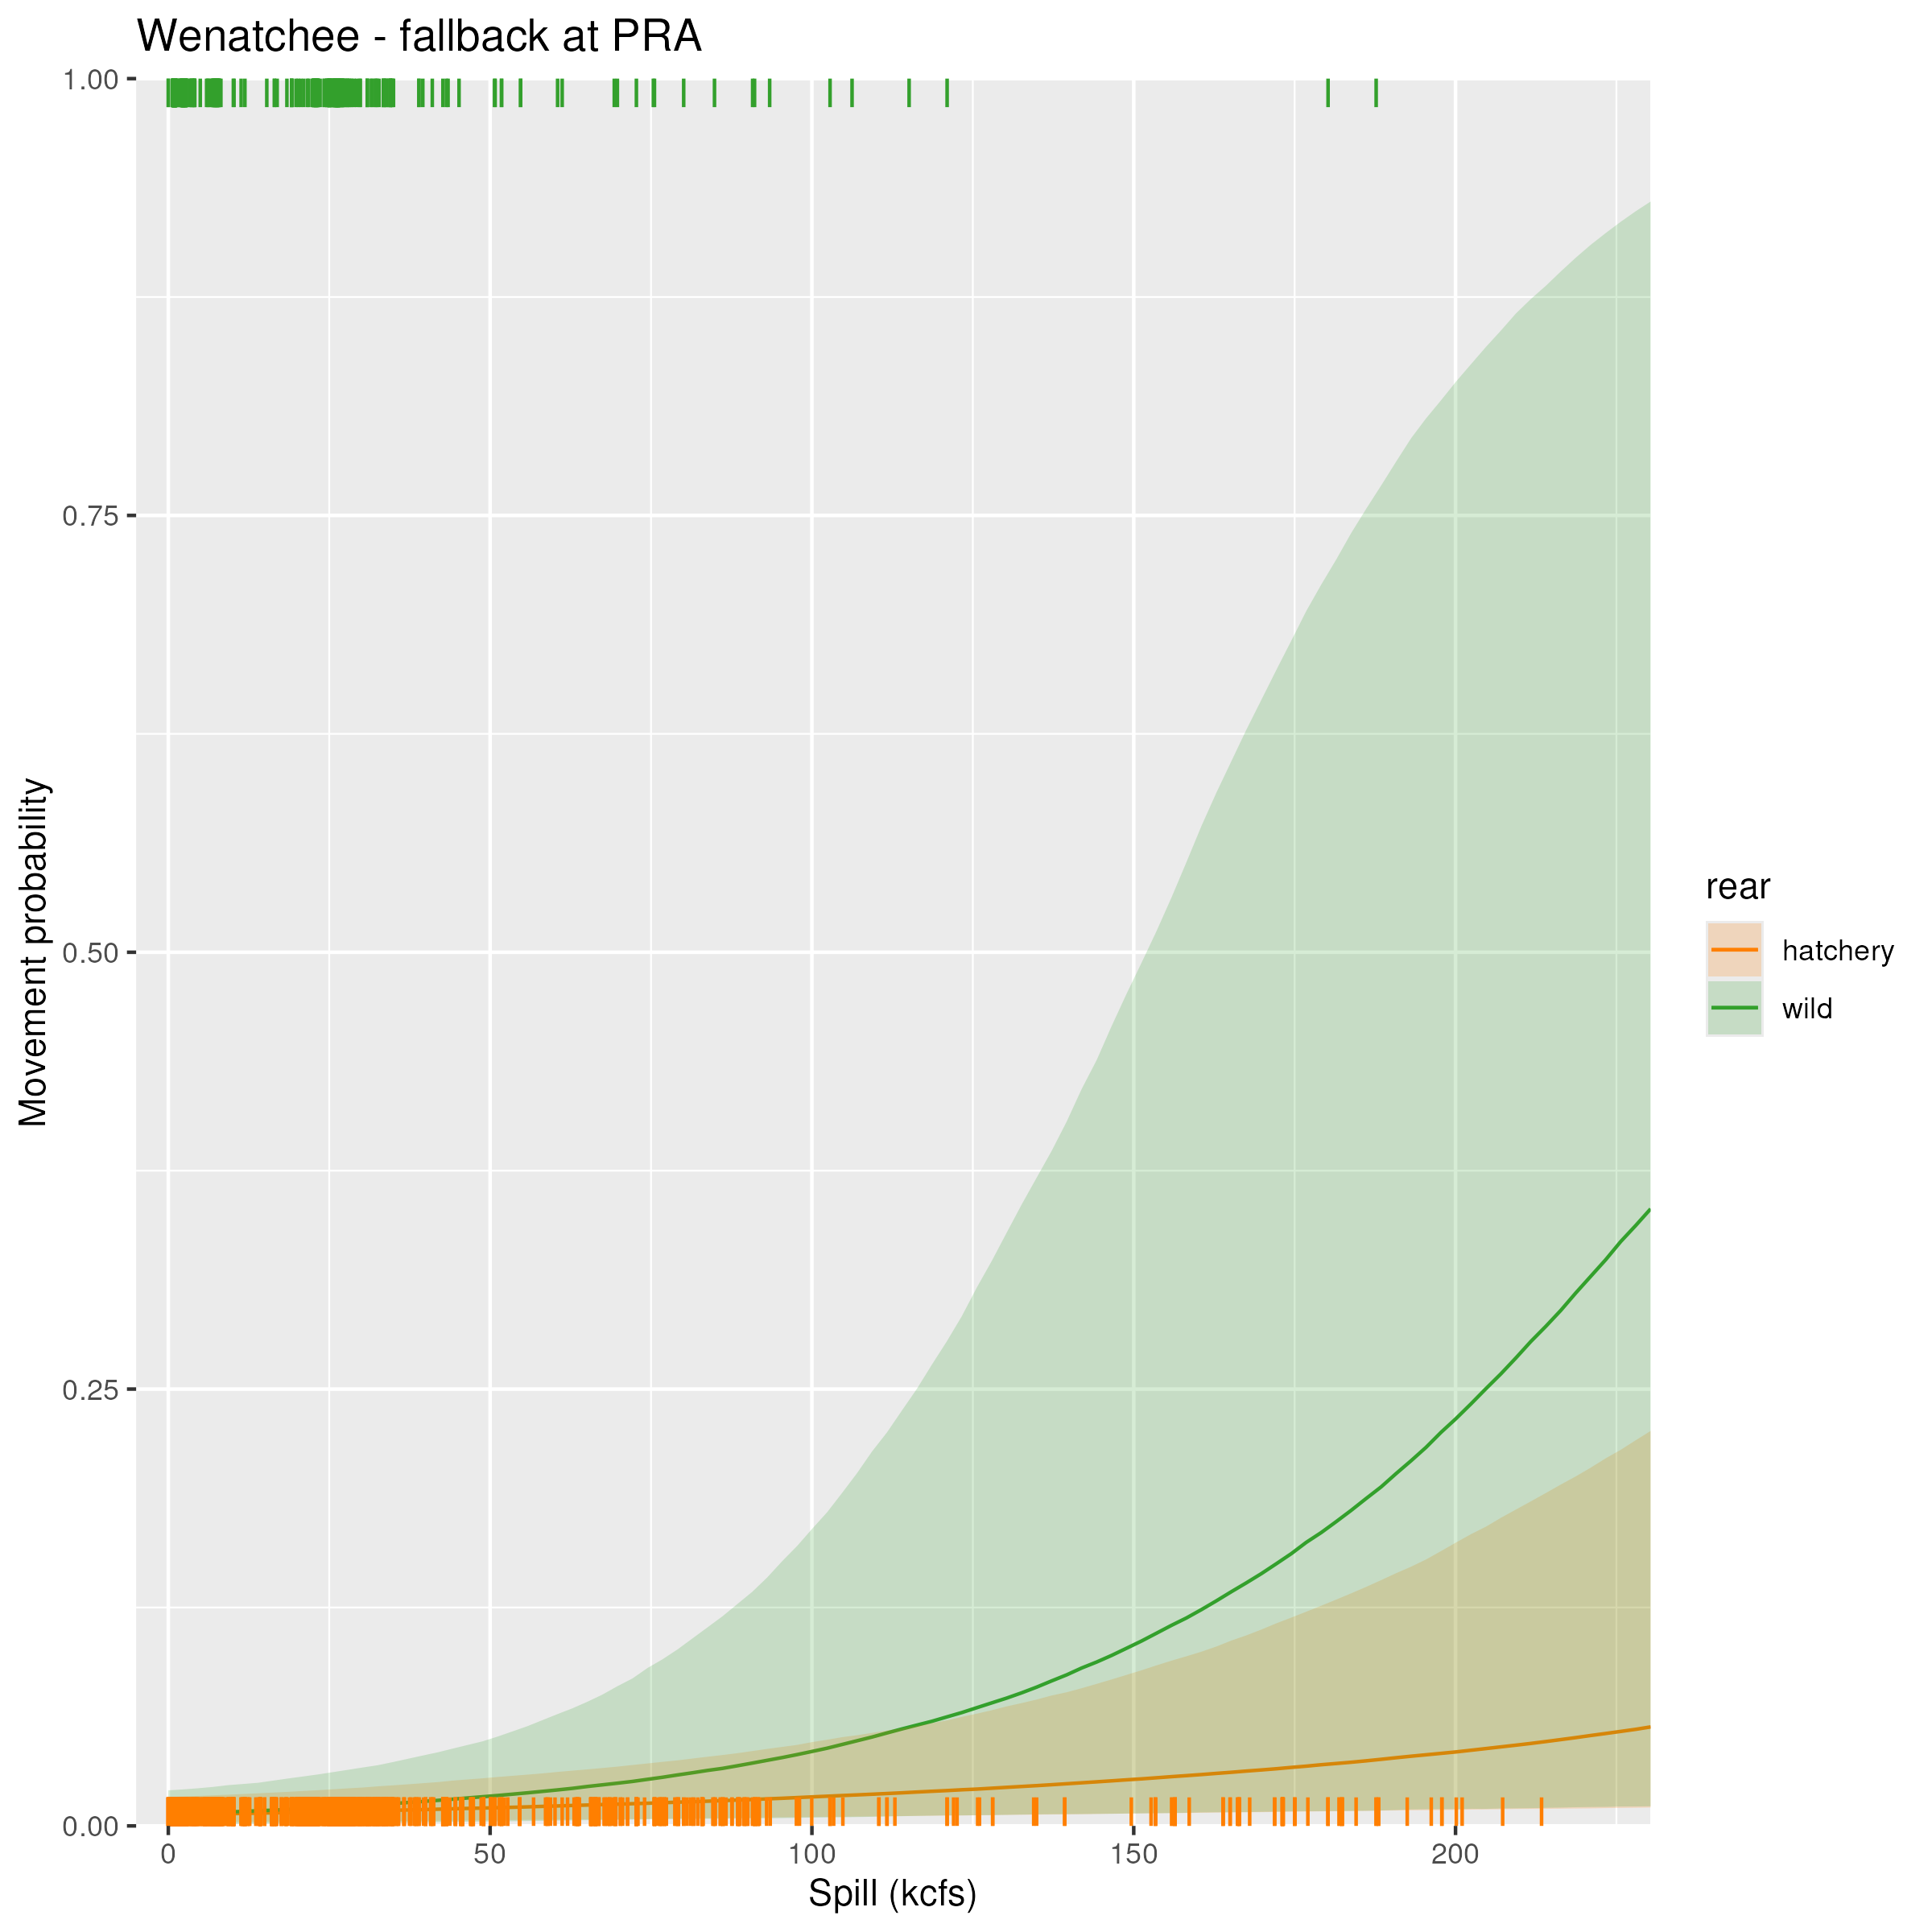 Wenatchee - fallback at PRA
1.00
0.75
0.50
0.25
0.00
Movement probability
0 50 100 150 200
Spill (kcfs)
rear
hatchery
wild